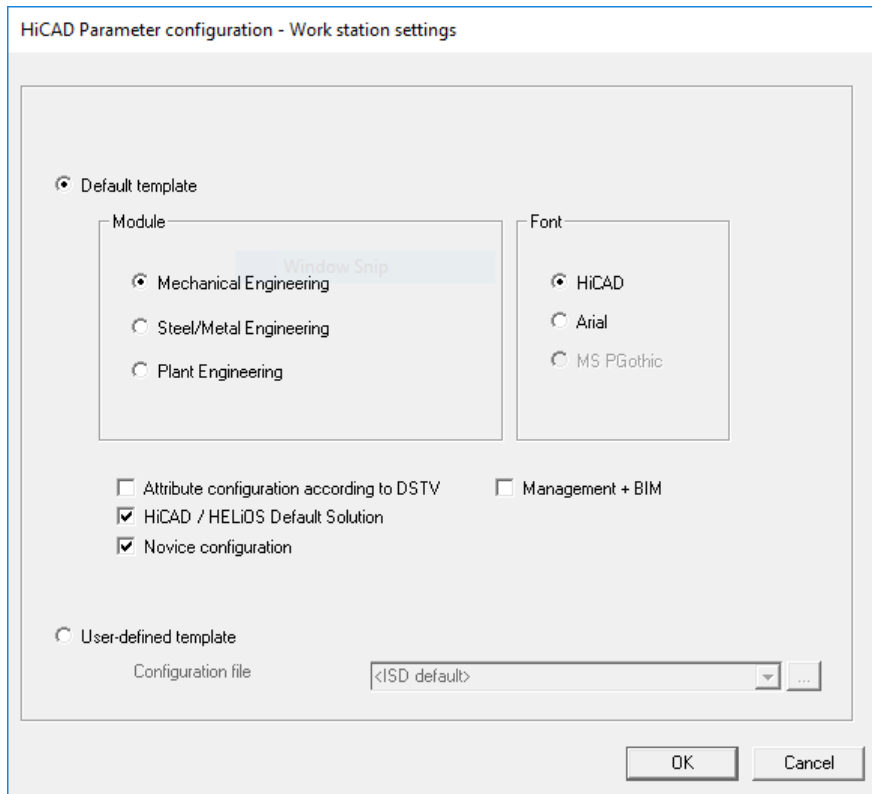 HiCAD Parameter configuration - Work station settings
Default template
Module
Font
Window Snip
Mechanical Engineering
HiCAD
Steel/Metal Engineering
Arial
Plant Engineering
MS PGothic
Attribute configuration according to DSTV
Management + BIM
HiCAD / HELiOS Default Solution
Novice configuration
User-defined template
Configuration file
<ISD default>
...
OK
Cancel